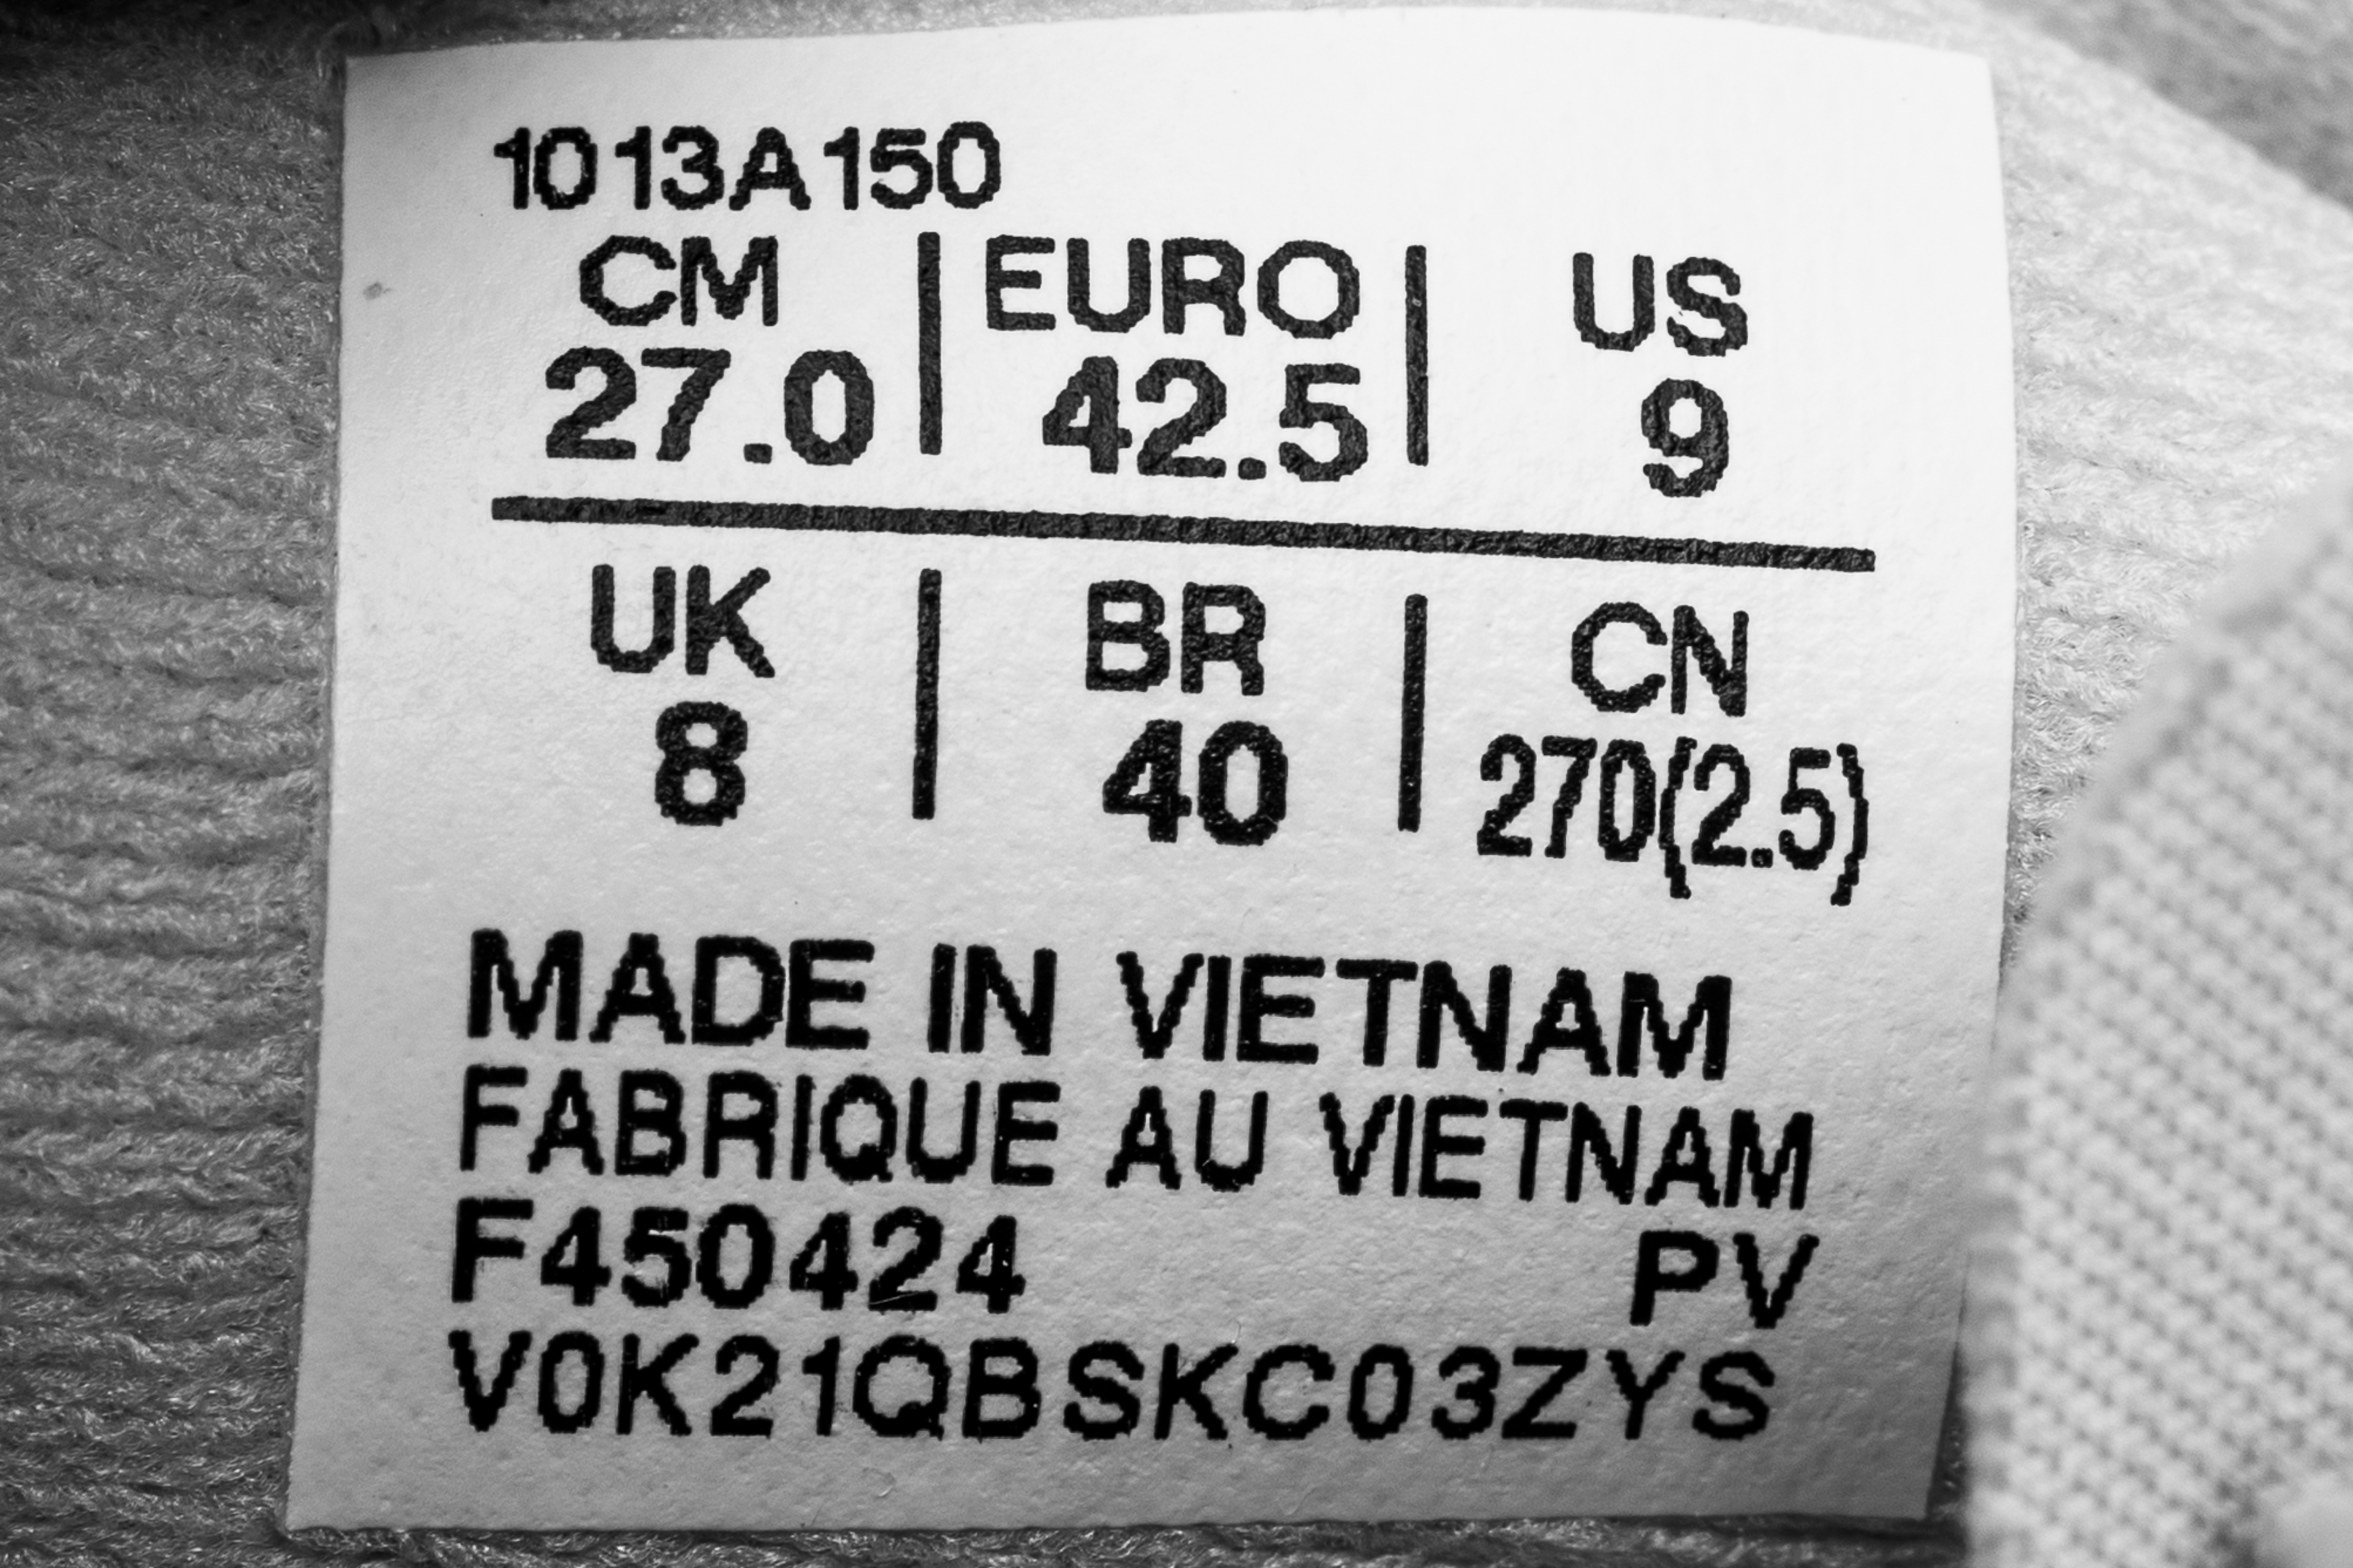 1013A150
CM | EURO | US
27.0 | 42.5 | 9
UK | BR | CN
8 | 40 | 270(2.5)
MADE IN VIETNAM
FABRIQUE AU VIETNAM
F450424 PV
V0K21QBSKC03ZYS